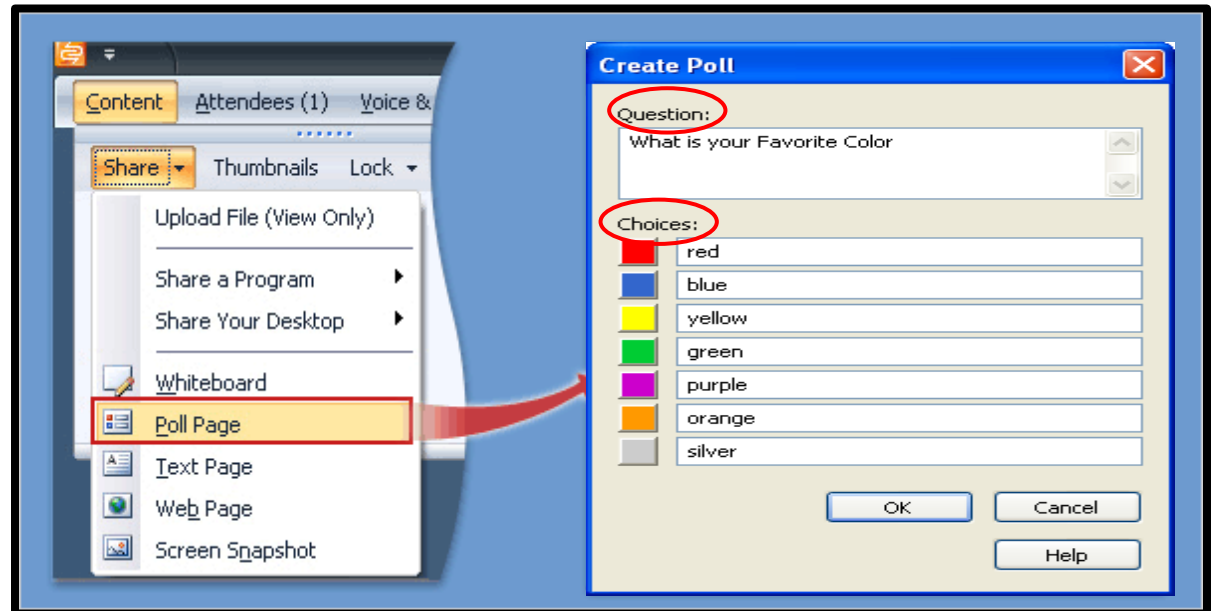 Content Attendees (1) Voice &
Share Thumbnails Lock
Upload File (View Only)
Share a Program
Share Your Desktop
Whiteboard
Poll Page
Text Page
Web Page
Screen Snapshot
Create Poll
Question:
What is your Favorite Color
Choices:
red
blue
yellow
green
purple
orange
silver
OK Cancel
Help